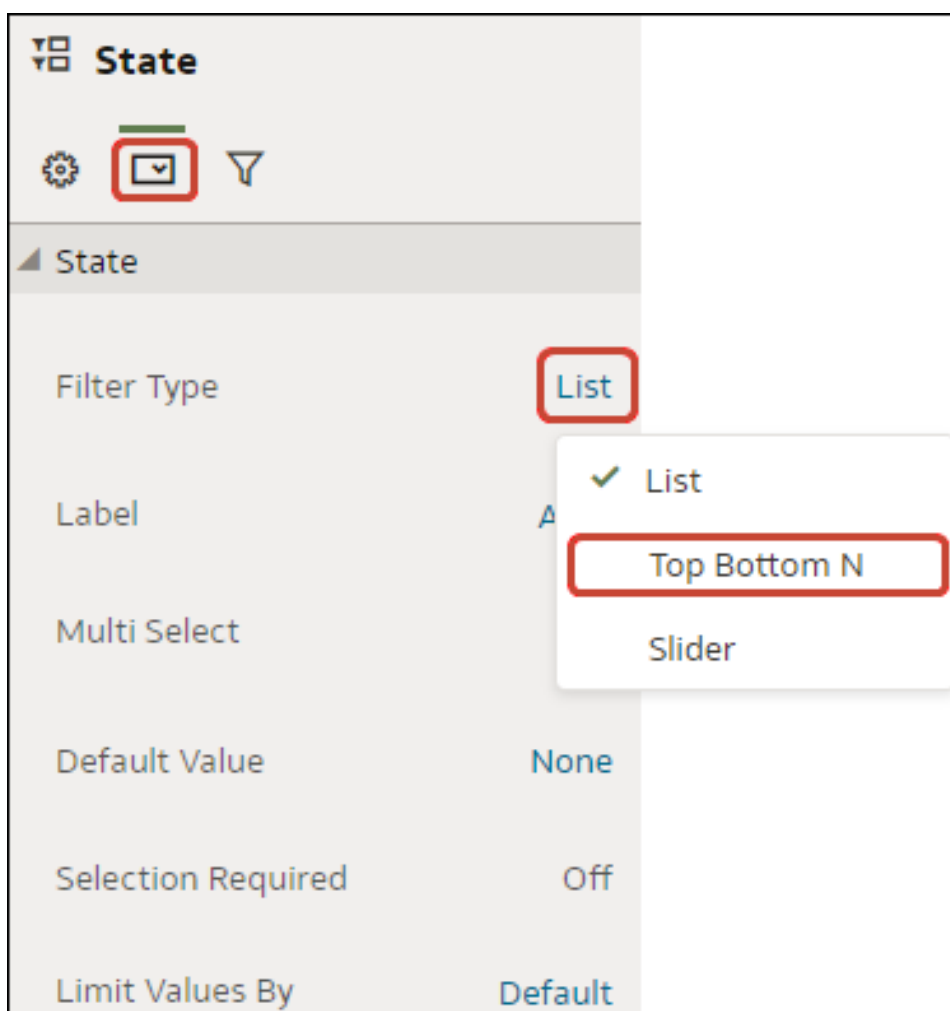 State
State
Filter Type List
List
Label
Top Bottom N
Multi Select
Slider
Default Value None
Selection Required Off
Limit Values By Default